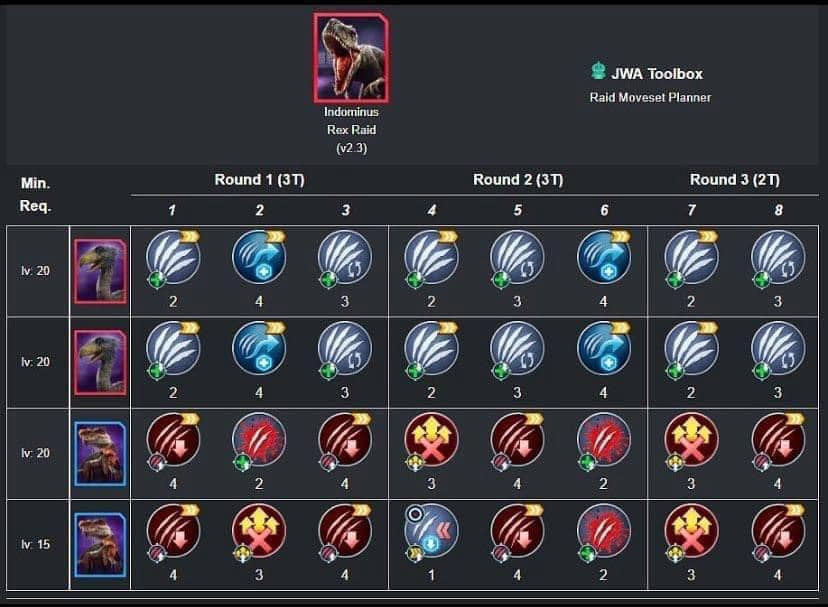 JWA Toolbox
Raid Moveset Planner
Indominus
Rex Raid
(v2.3)
Min.
Req.
Round 1 (3T) Round 2 (3T) Round 3 (2T)
1 2 3 4 5 6 7 8
lv: 20
2 4 3 2 3 4 2 3
lv: 20
2 4 3 2 3 4 2 3
lv: 20
4 2 4 3 4 2 3 4
lv: 15
4 3 4 1 4 2 3 4